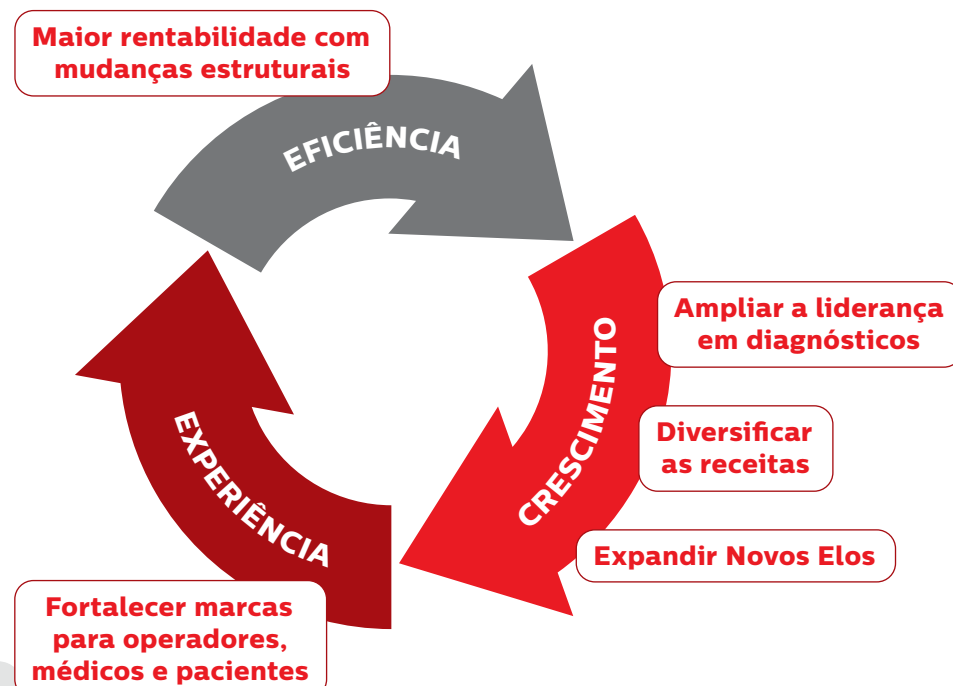 Maior rentabilidade com
mudanças estruturais
EFICIÊNCIA
Ampliar a liderança
em diagnósticos
CRESCIMENTO
Diversificar
as receitas
Expandir Novos Elos
EXPERIÊNCIA
Fortalecer marcas
para operadores,
médicos e pacientes